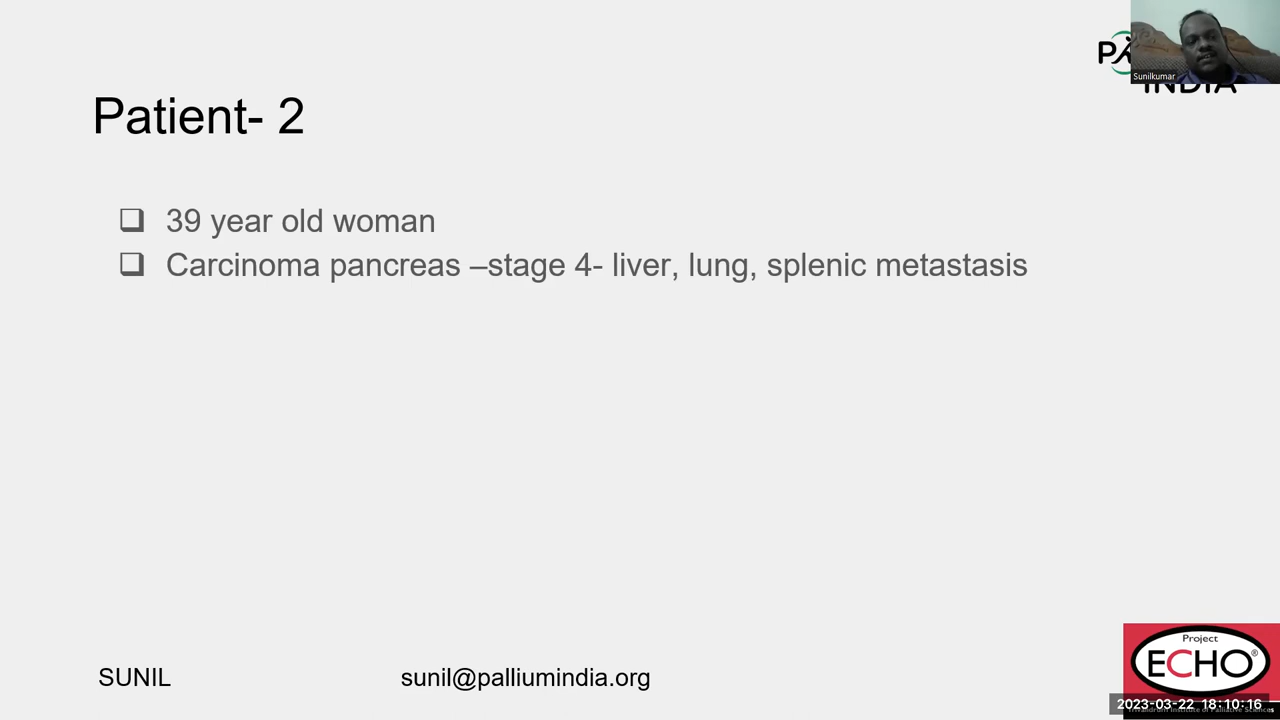 Sunilkumar
INDIA
Patient- 2
❑ 39 year old woman
❑ Carcinoma pancreas –stage 4- liver, lung, splenic metastasis
SUNIL
sunil@palliumindia.org
Project
ECHO®
2023-03-22 18:10:16